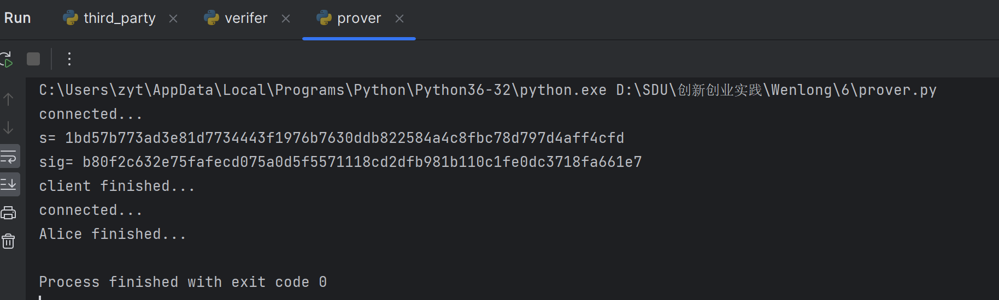 Run third_party verifer prover
C:\Users\zyt\AppData\Local\Programs\Python\Python36-32\python.exe D:\SDU\创新创业实践\Wenlong\6\prover.py
connected...
s= 1bd57b773ad3e81d7734443f1976b7630ddb822584a4c8fbc78d797d4aff4cfd
sig= b80f2c632e75fafecd075a0d5f5571118cd2dfb981b110c1fe0dc3718fa661e7
client finished...
connected...
Alice finished...
Process finished with exit code 0